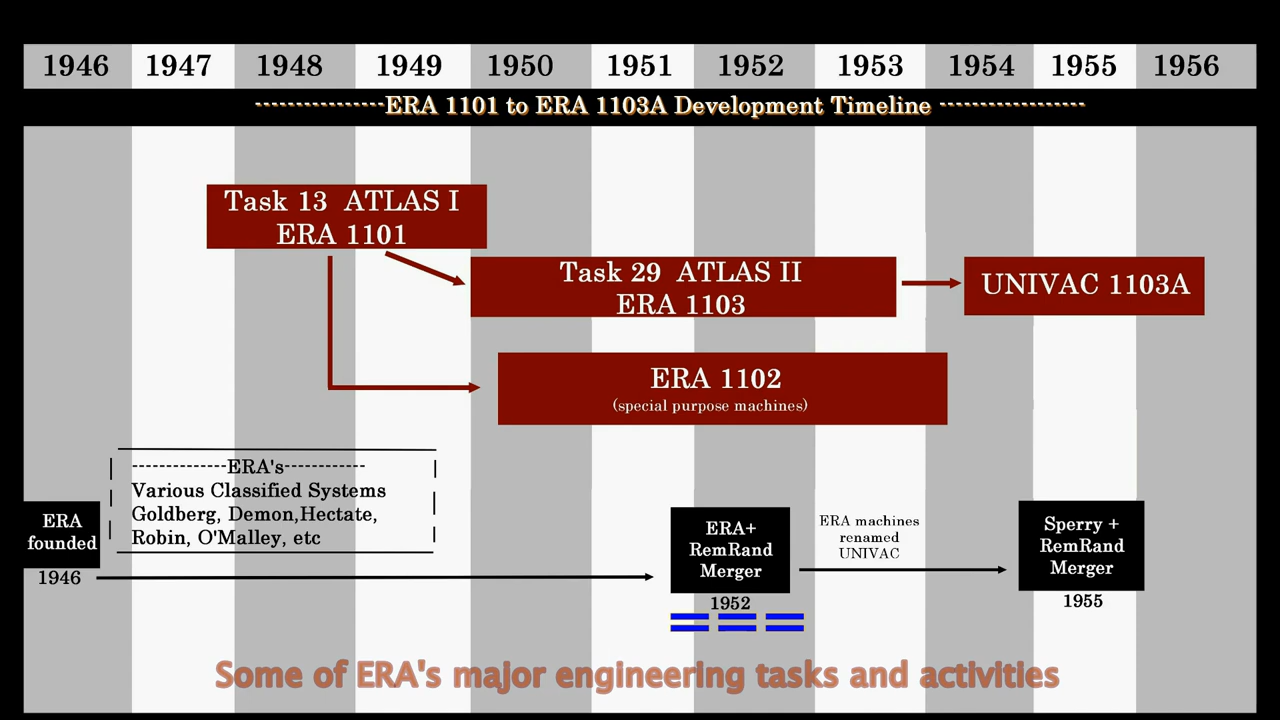 1946 1947 1948 1949 1950 1951 1952 1953 1954 1955 1956
----------------ERA 1101 to ERA 1103A Development Timeline ------------------
Task 13 ATLAS I
ERA 1101
Task 29 ATLAS II
ERA 1103
UNIVAC 1103A
ERA 1102
(special purpose machines)
-------------ERA's-----------
Various Classified Systems
Goldberg, Demon,Hectate,
Robin, O'Malley, etc
ERA
founded
1946
ERA+
RemRand
Merger
1952
ERA machines
renamed
UNIVAC
Sperry +
RemRand
Merger
1955
Some of ERA's major engineering tasks and activities